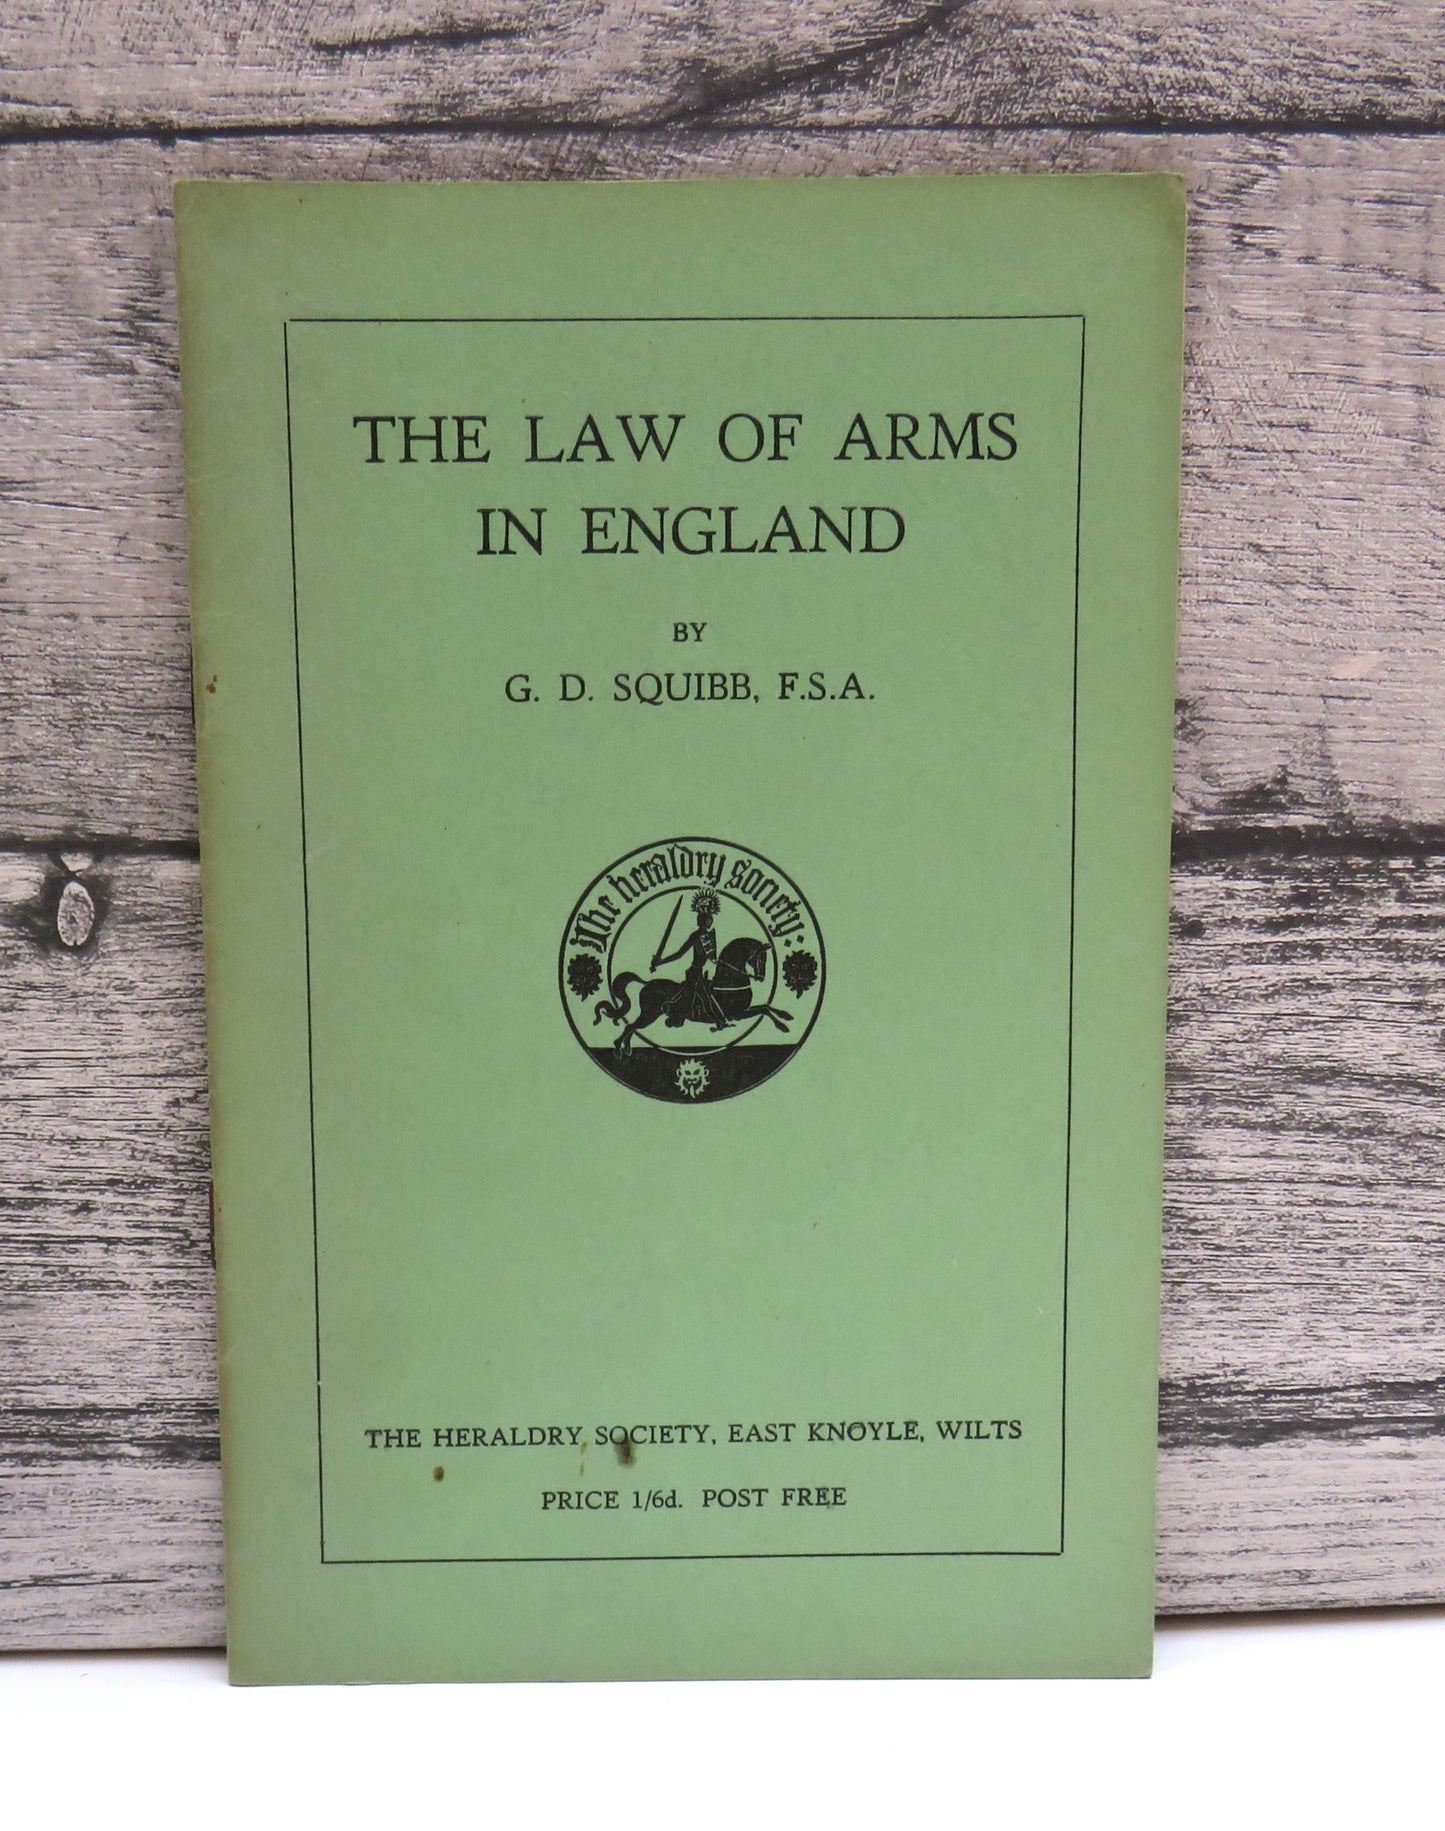 THE LAW OF ARMS
IN ENGLAND
BY
G. D. SQUIBB, F.S.A.
The heraldry society:
THE HERALDRY SOCIETY, EAST KNOYLE, WILTS
PRICE 1/6d. POST FREE